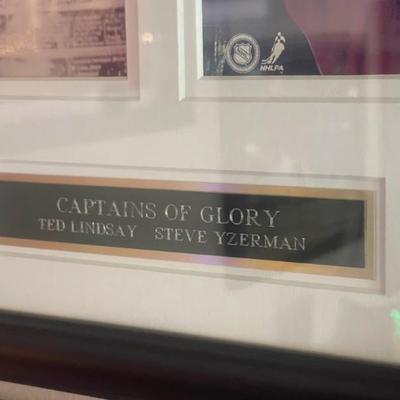 NHLPA
CAPTAINS OF GLORY
TED LINDSAY STEVE YZERMAN